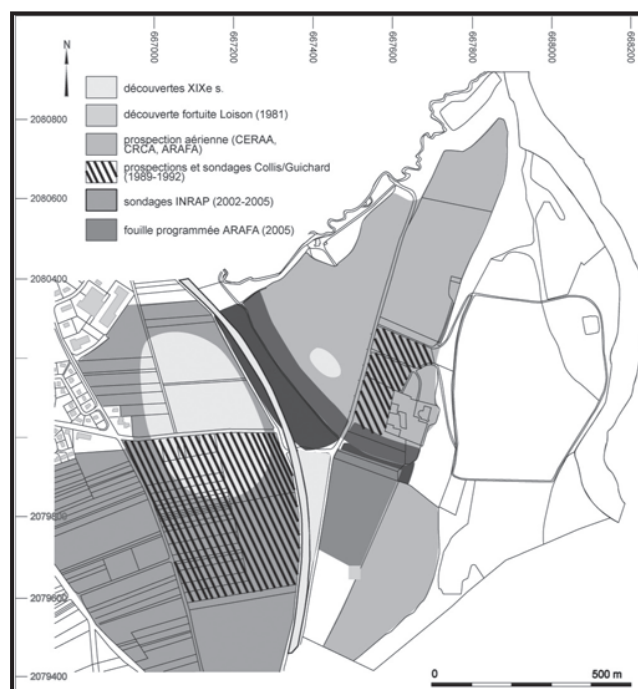 667000
667200
667400
667600
667800
668000
668200
N
découvertes XIXe s.
découverte fortuite Loison (1981)
prospection aérienne (CERAA,
CRCA, ARAFA)
prospections et sondages Collis/Guichard
(1989-1992)
sondages INRAP (2002-2005)
fouille programmée ARAFA (2005)
2080800
2080600
2080400
2079800
2079600
2079400
0
500 m